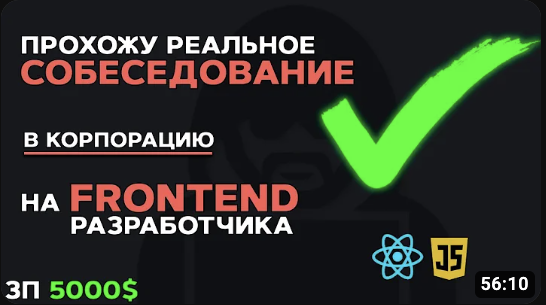 ПРОХОЖУ РЕАЛЬНОЕ
СОБЕСЕДОВАНИЕ
В КОРПОРАЦИЮ
НА FRONTEND
РАЗРАБОТЧИКА
JS
ЗП 5000$
56:10